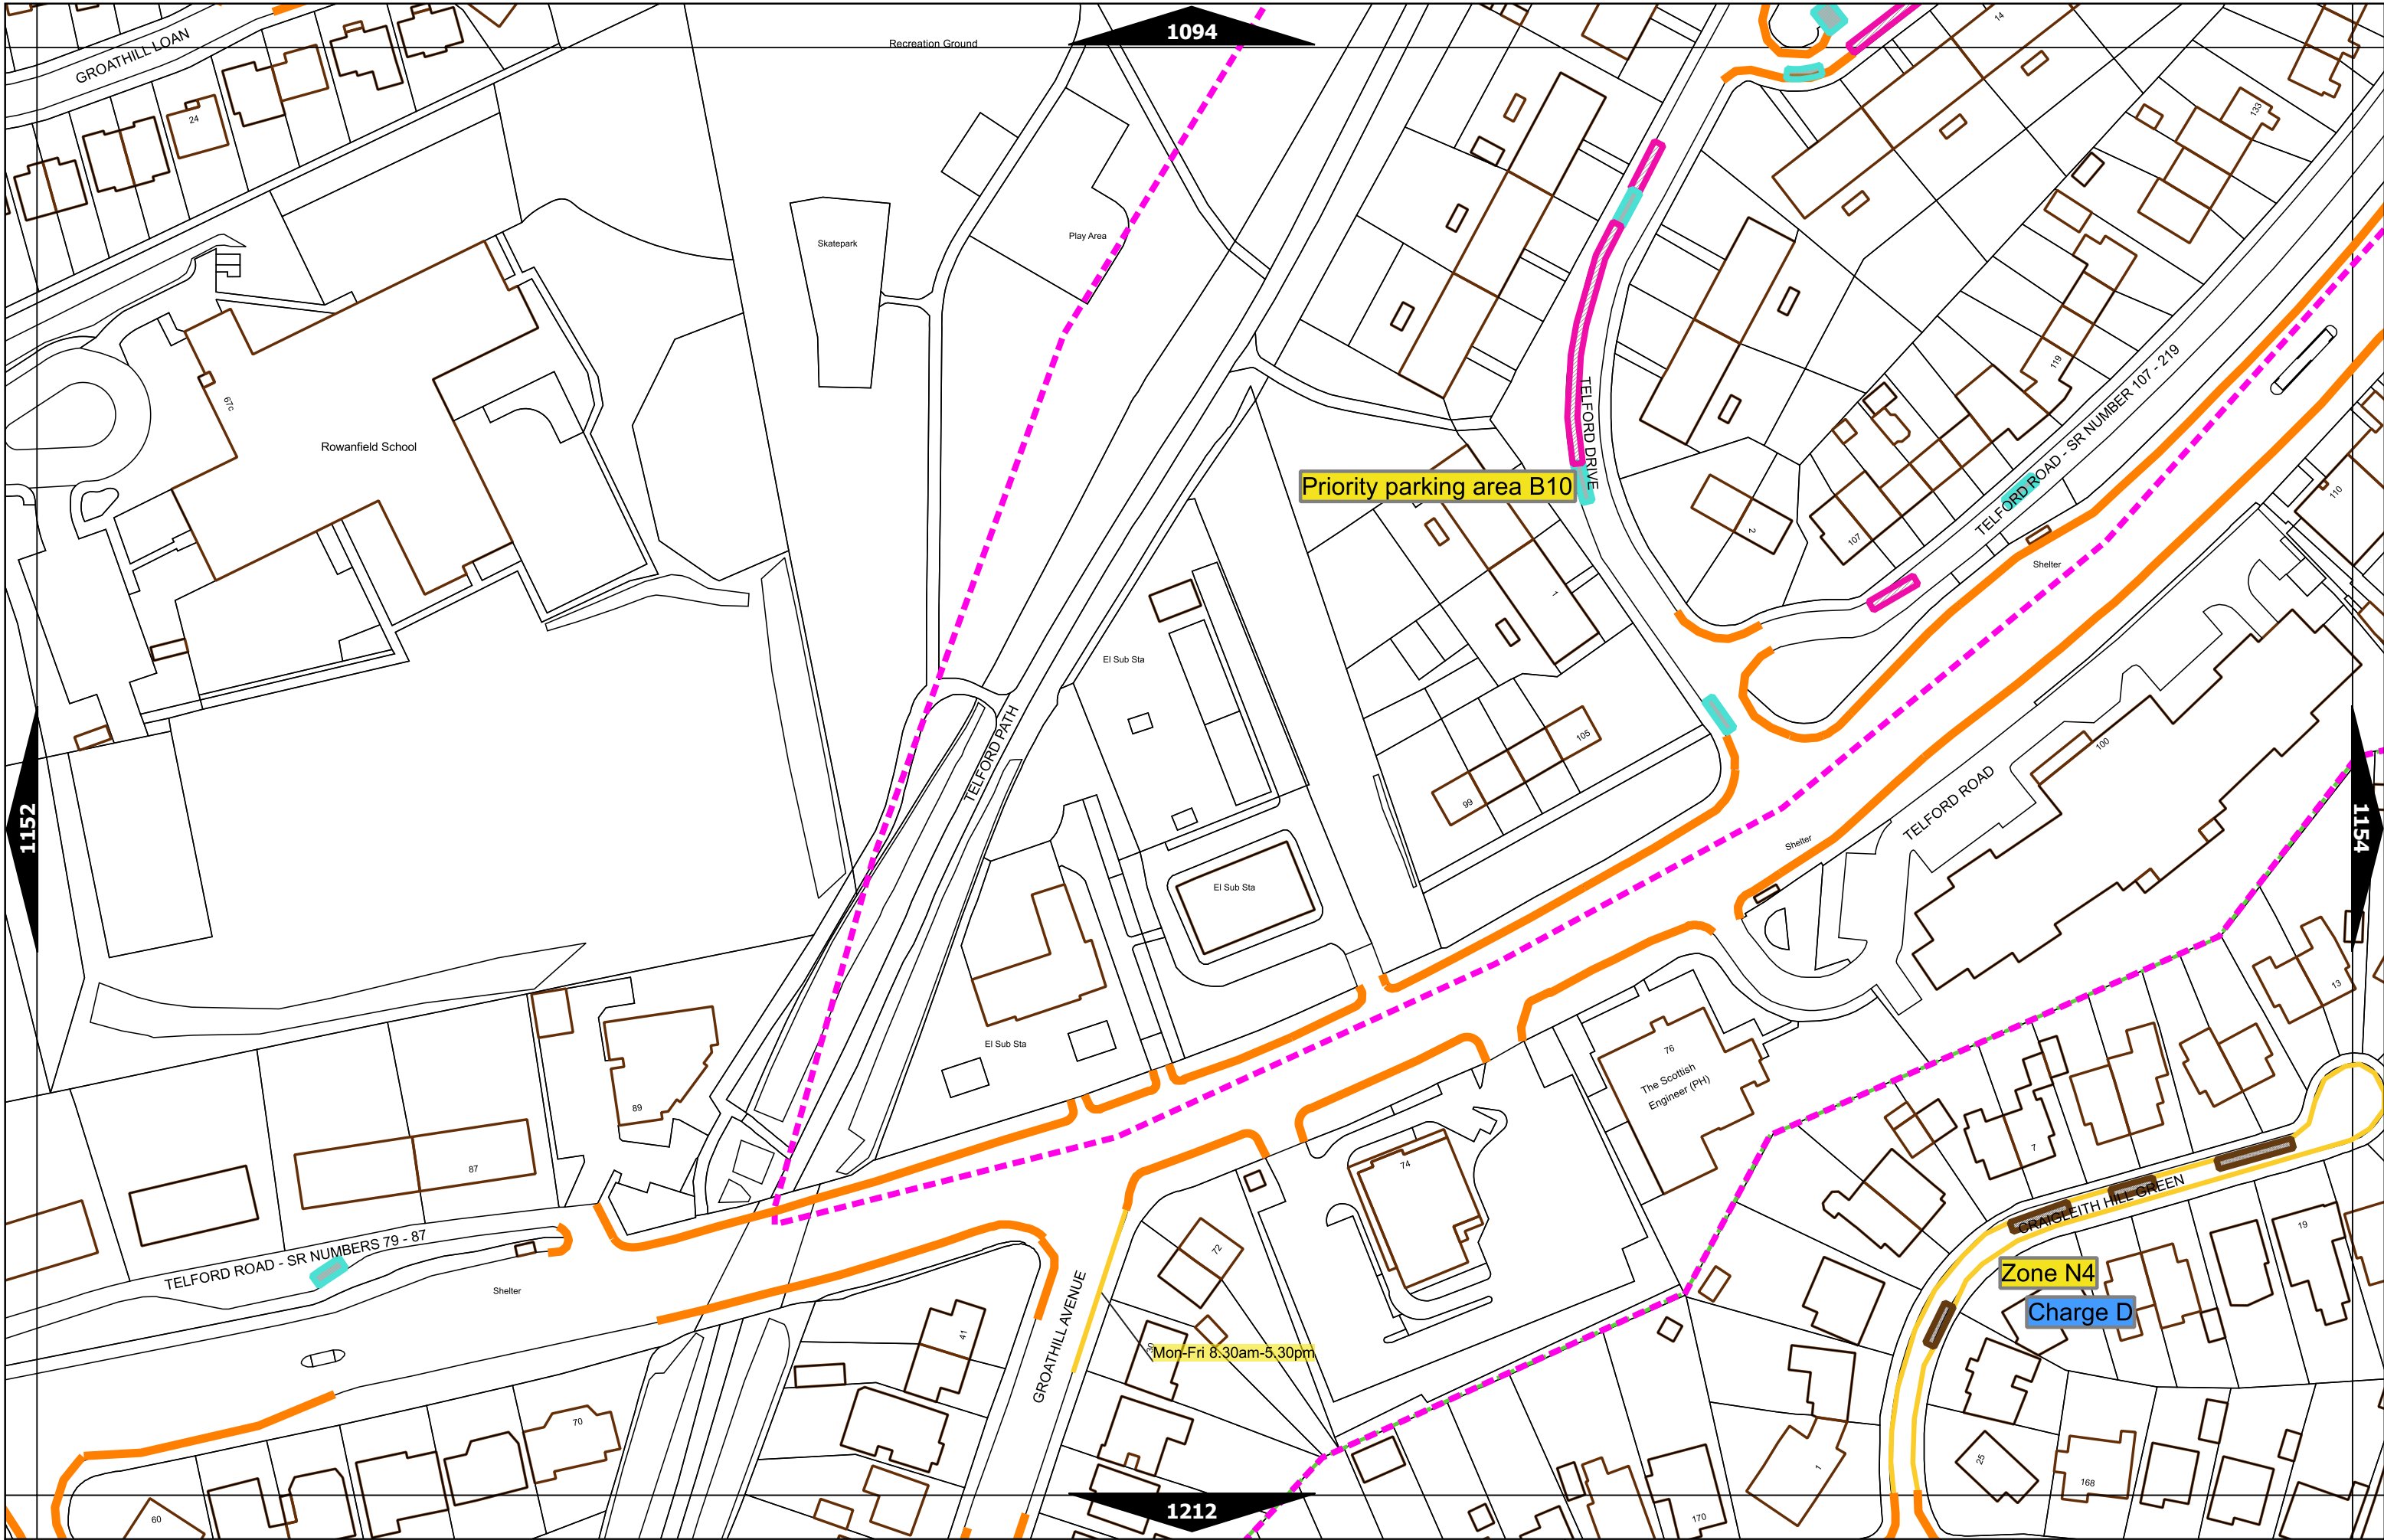 1094
Recreation Ground
GROATHILL LOAN
14
24
133
Skatepark
Play Area
67c
Rowanfield School
TELFORD DRIVE
119
TELFORD ROAD - SR NUMBER 107 - 219
Priority parking area B10
110
2
107
Shelter
1
El Sub Sta
TELFORD PATH
105
99
100
TELFORD ROAD
Shelter
1152
1154
El Sub Sta
13
El Sub Sta
76
The Scottish
Engineer (PH)
89
87
74
7
CRAIGLEITH HILL GREEN
19
72
TELFORD ROAD - SR NUMBERS 79 - 87
Shelter
Zone N4
Charge D
GROATHILL AVENUE
41
30
Mon-Fri 8.30am-5.30pm
70
25
1
168
60
170
1212